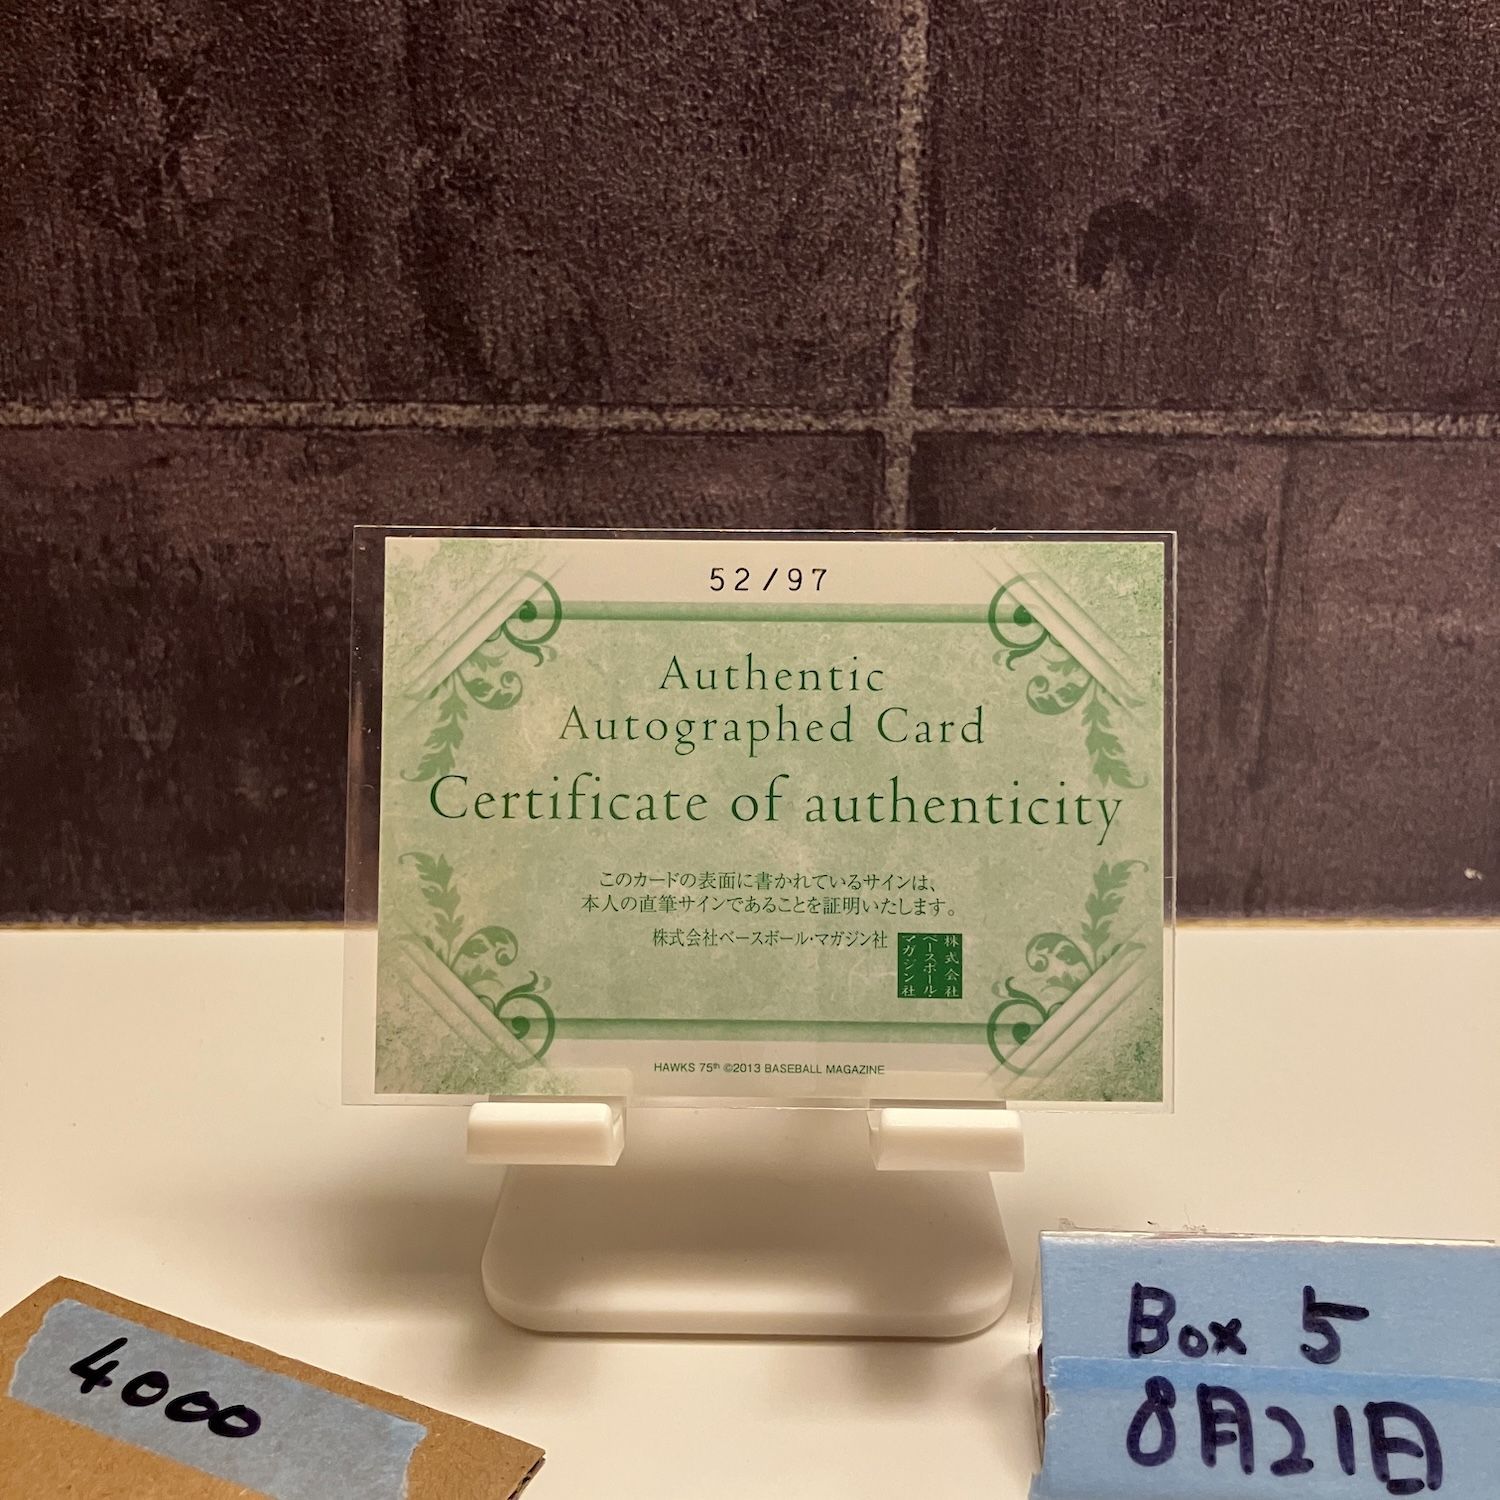 52/97
Authentic
Autographed Card
Certificate of authenticity
このカードの表面に書かれているサインは、
本人の直筆サインであることを証明いたします。
株式会社ベースボール・マガジン社
株式会社
ベースボール・
マガジン社
HAWKS 75th ©2013 BASEBALL MAGAZINE
4000
Box 5
8月21日